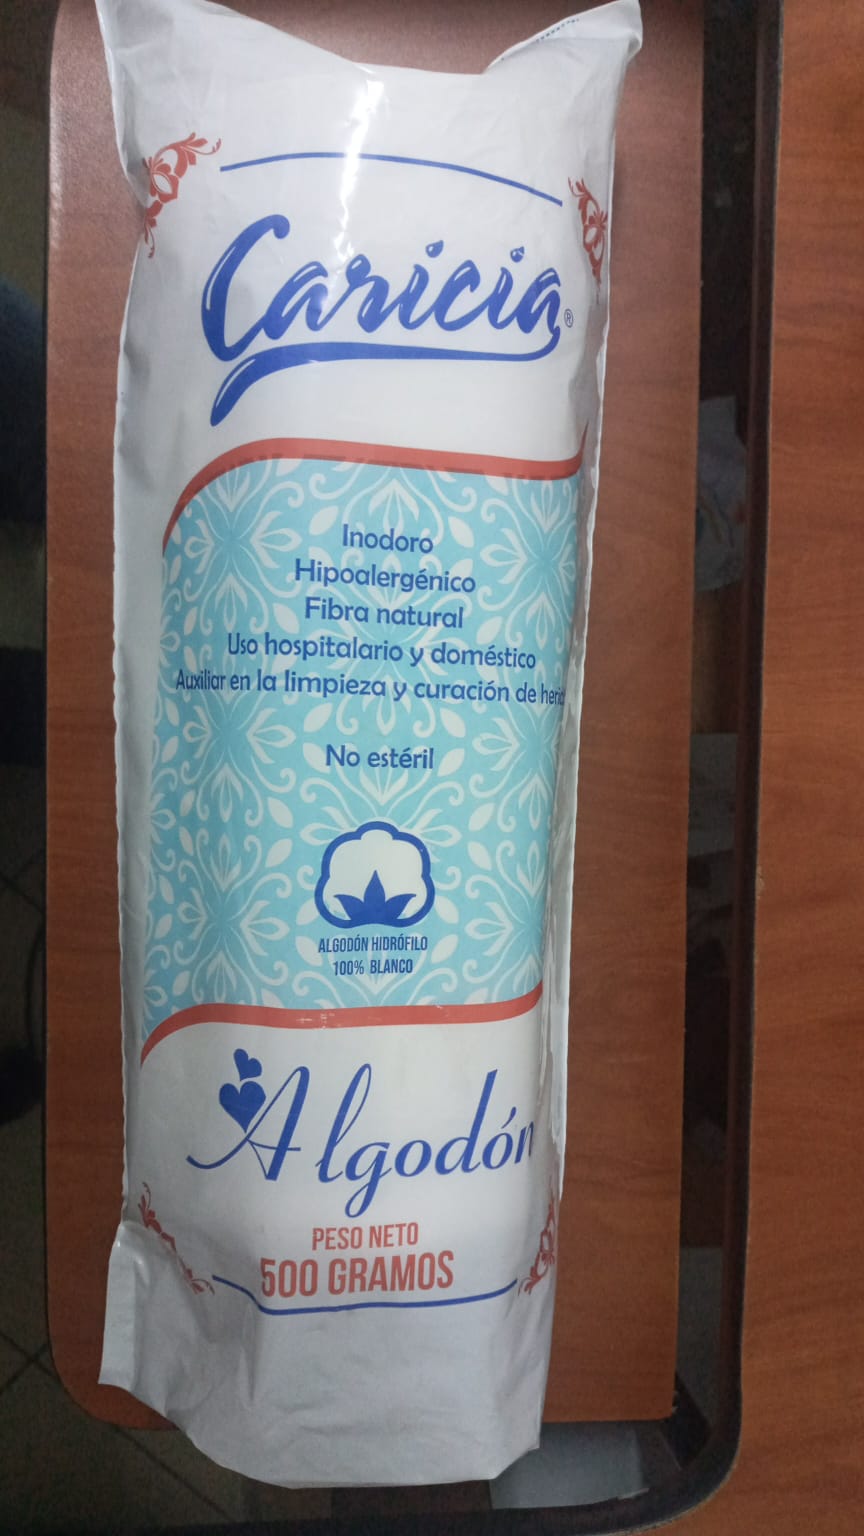 Caricia®
Inodoro
Hipoalergénico
Fibra natural
Uso hospitalario y doméstico
Auxiliar en la limpieza y curación de
No estéril
ALGODÓN HIDRÓFILO
100% BLANCO
Algodón
PESO NETO
500 GRAMOS